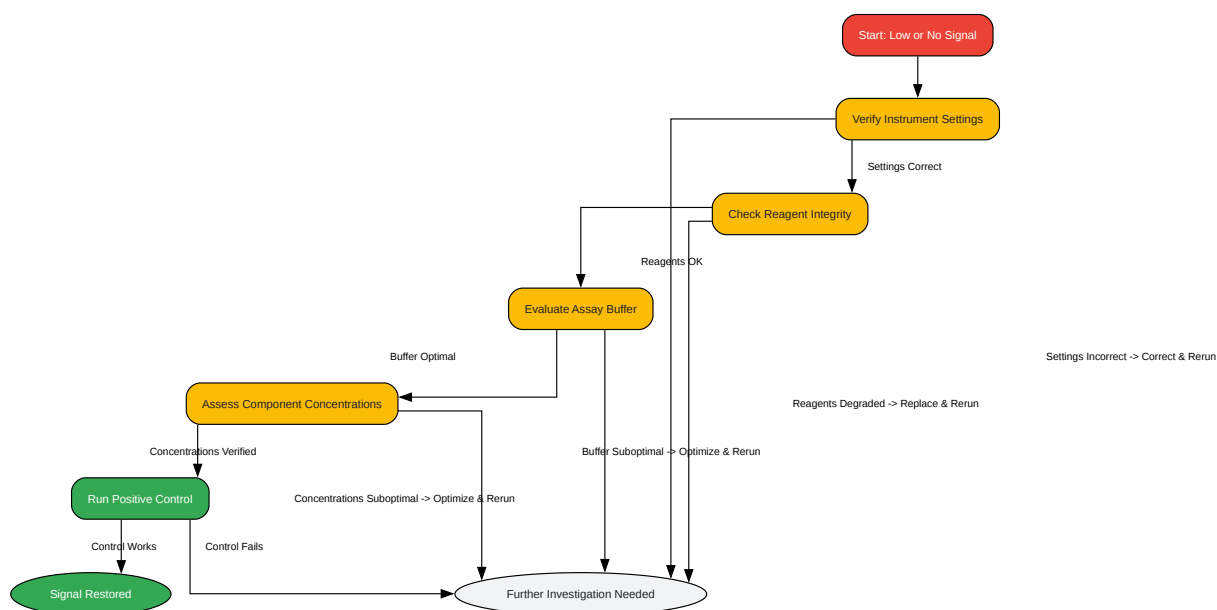 Start: Low or No Signal
Verify Instrument Settings
Settings Correct
Check Reagent Integrity
Reagents OK
Evaluate Assay Buffer
Buffer Optimal
Settings Incorrect -> Correct & Rerun
Assess Component Concentrations
Reagents Degraded -> Replace & Rerun
Concentrations Verified
Buffer Suboptimal -> Optimize & Rerun
Run Positive Control
Concentrations Suboptimal -> Optimize & Rerun
Control Works
Control Fails
Signal Restored
Further Investigation Needed